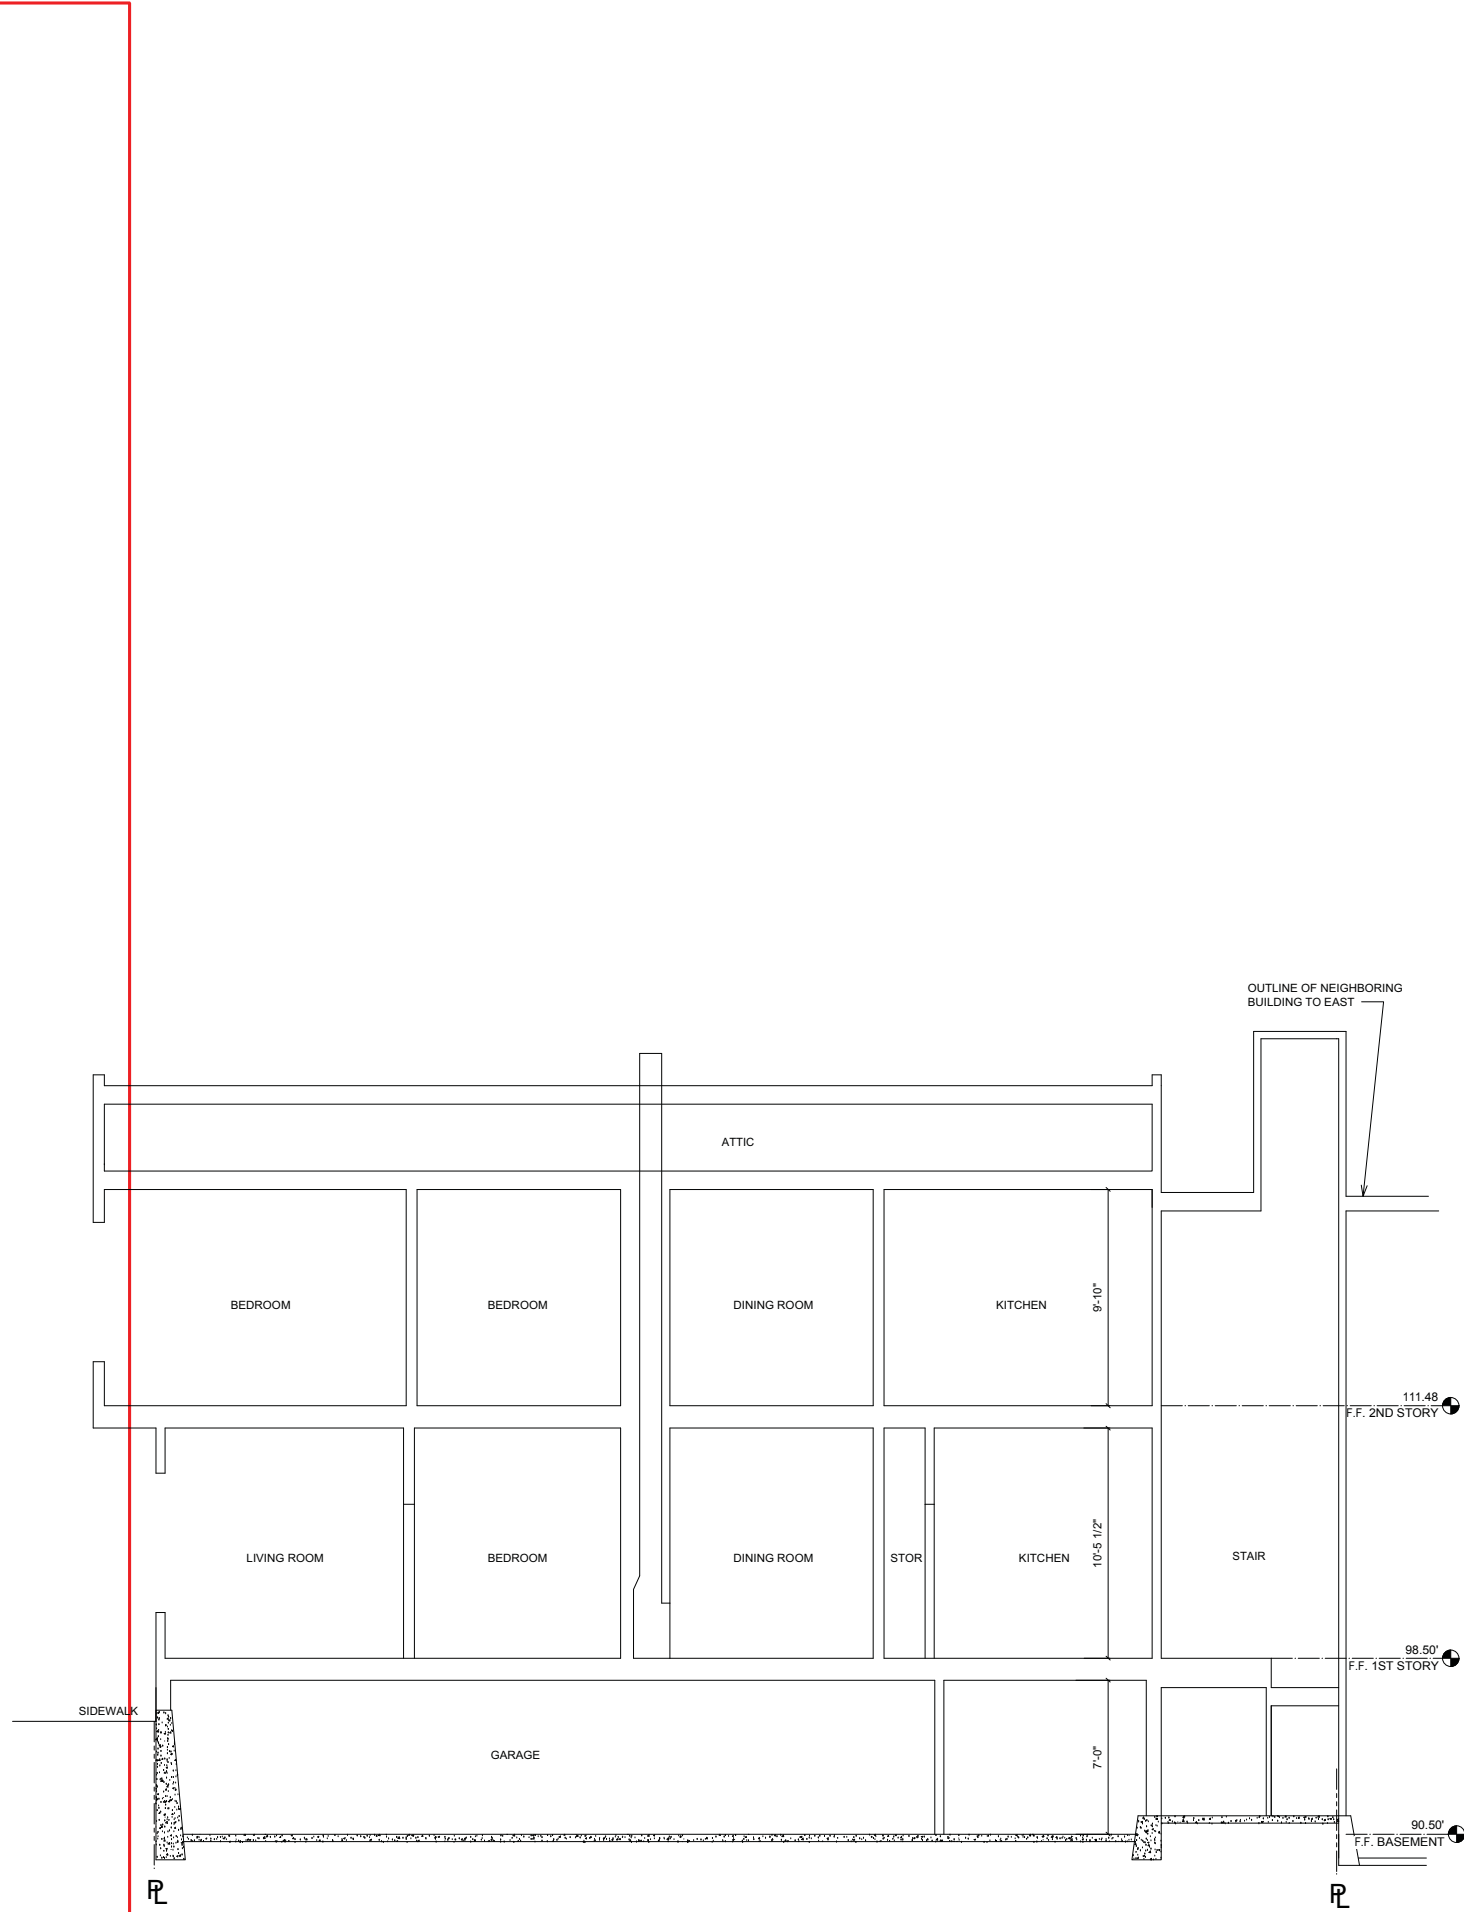 OUTLINE OF NEIGHBORING
BUILDING TO EAST
ATTIC
BEDROOM
BEDROOM
DINING ROOM
KITCHEN
9'-10"
111.48
F.F. 2ND STORY
LIVING ROOM
BEDROOM
DINING ROOM
STOR
KITCHEN
10'-5 1/2"
STAIR
98.50'
F.F. 1ST STORY
SIDEWALK
GARAGE
7'-0"
90.50'
F.F. BASEMENT
PL
PL